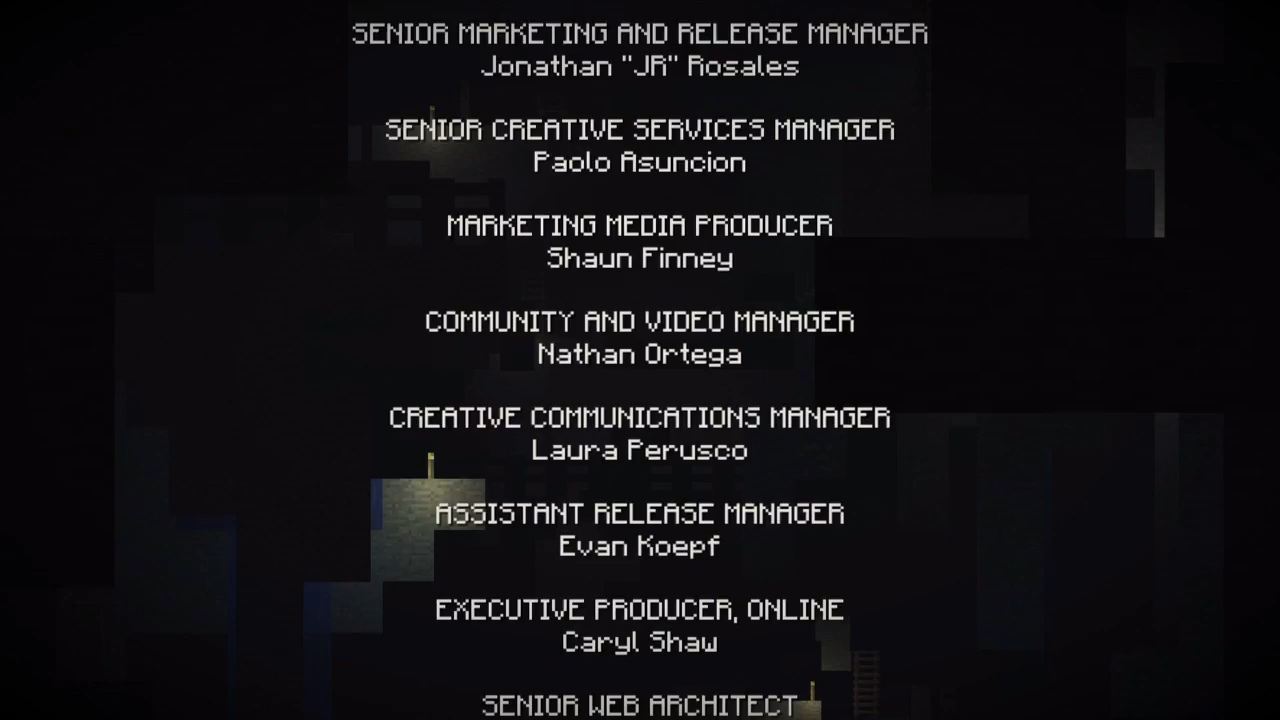 SENIOR MARKETING AND RELEASE MANAGER
Jonathan "JR" Rosales
SENIOR CREATIVE SERVICES MANAGER
Paolo Asuncion
MARKETING MEDIA PRODUCER
Shaun Finney
COMMUNITY AND VIDEO MANAGER
Nathan Ortega
CREATIVE COMMUNICATIONS MANAGER
Laura Perusco
ASSISTANT RELEASE MANAGER
Evan Koepf
EXECUTIVE PRODUCER, ONLINE
Caryl Shaw
SENIOR WEB ARCHITECT